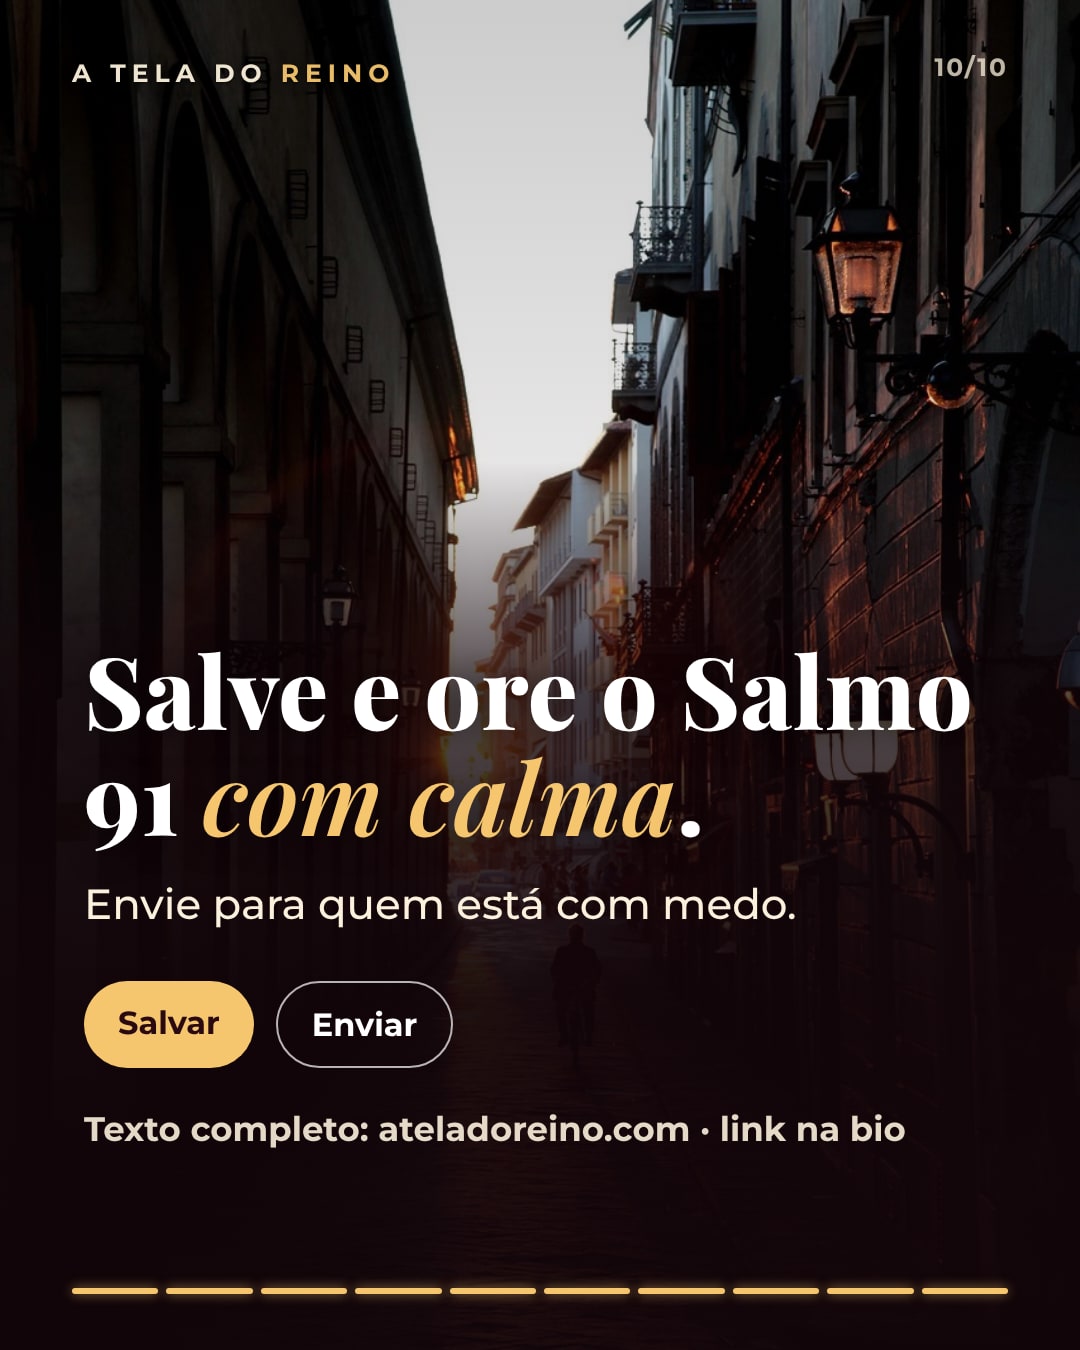 A TELA DO REINO
10/10
Salve e ore o Salmo
91 com calma.
Envie para quem está com medo.
Salvar
Enviar
Texto completo: ateladoreino.com · link na bio